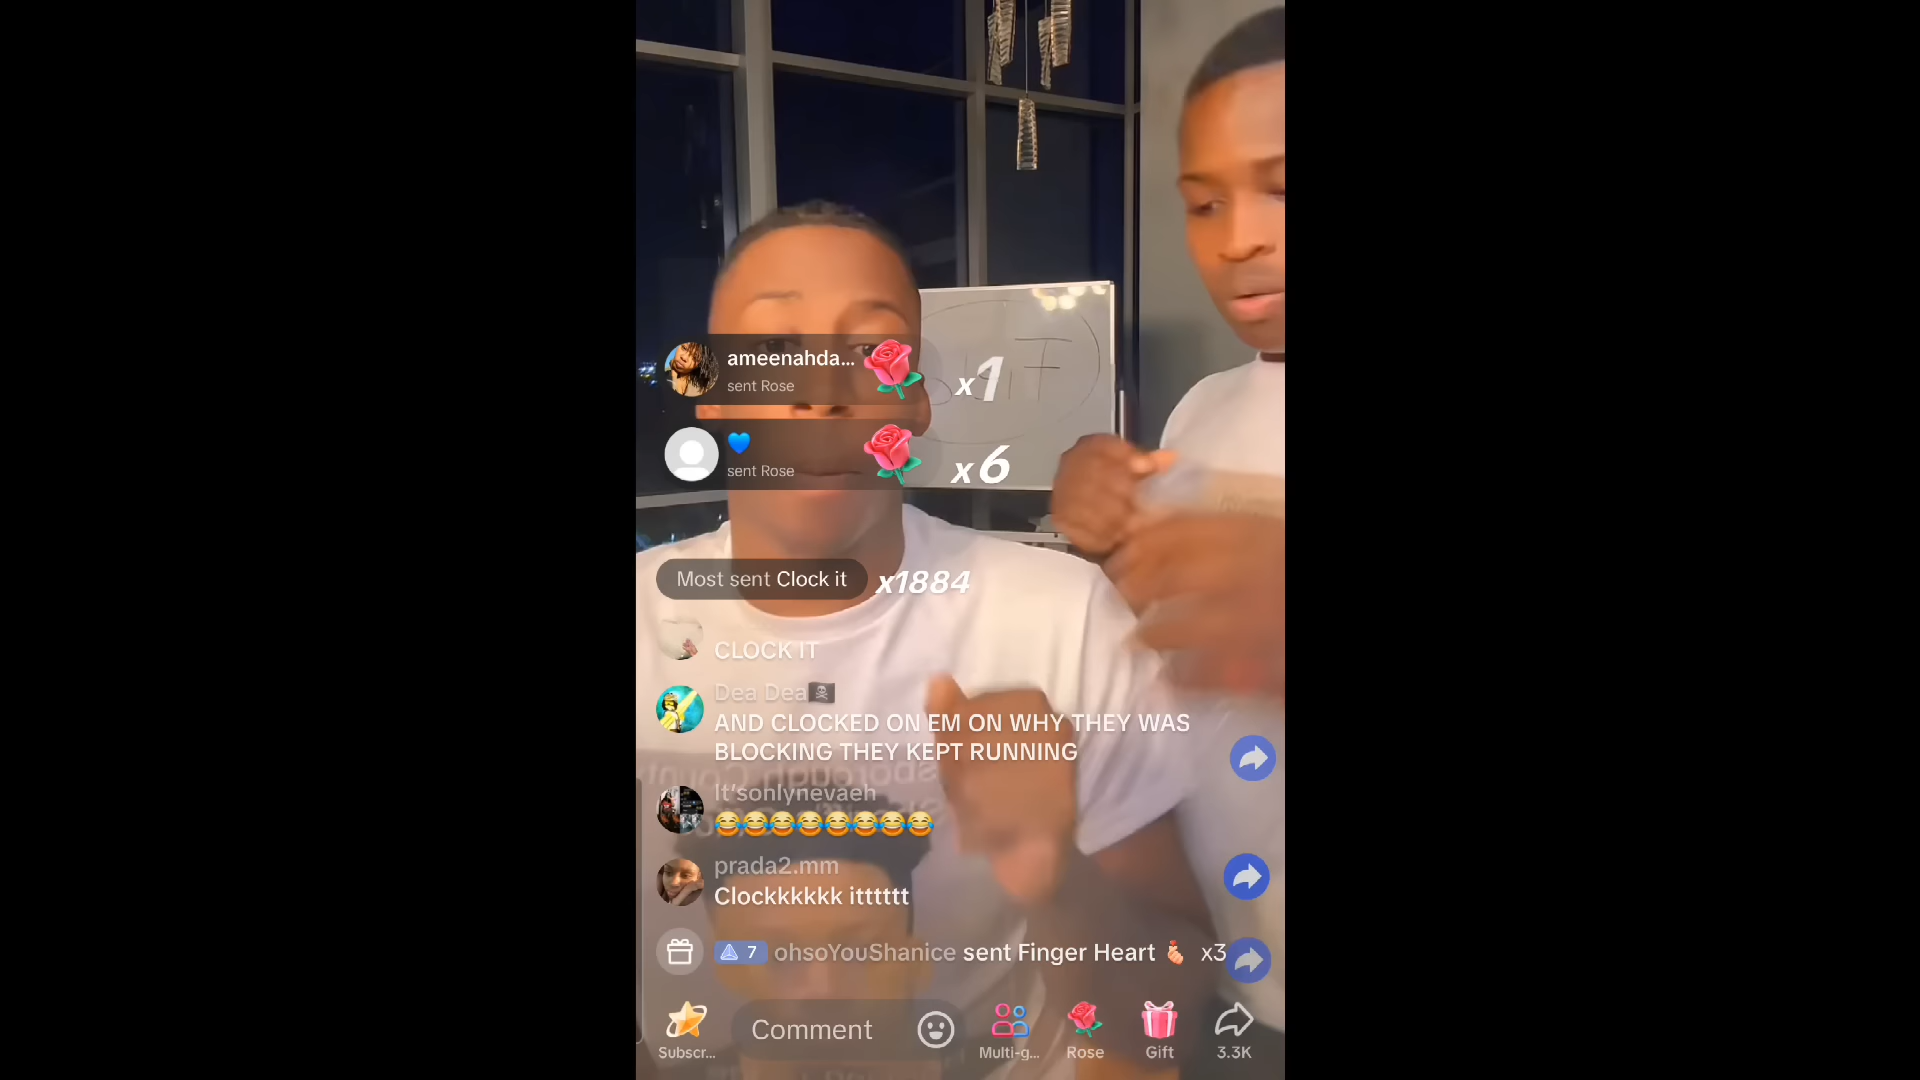 ameenahda...
sent Rose
x1
💙
sent Rose
x6
Most sent Clock it x1884
CLOCK IT
Dea Dea🏴‍☠️
AND CLOCKED ON EM ON WHY THEY WAS
BLOCKING THEY KEPT RUNNING
It'sonlynevaeh
😂😂😂😂😂😂😂😂
prada2.mm
Clockkkkkk itttttt
7 ohsoYouShanice sent Finger Heart x3
Comment
Subscr...
Multi-g...
Rose
Gift
3.3K